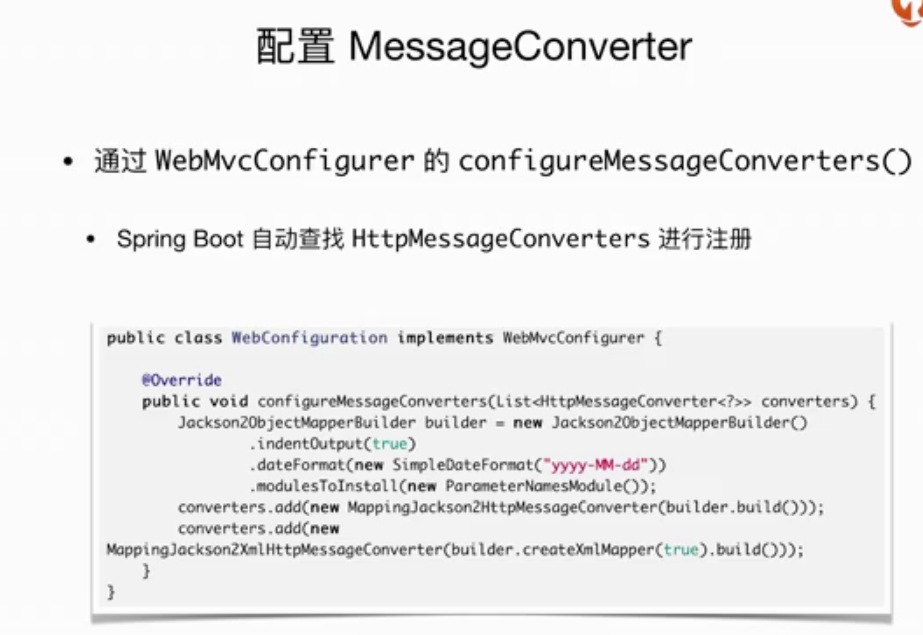 配置 MessageConverter
• 通过 WebMvcConfigurer 的 configureMessageConverters()
• Spring Boot 自动查找 HttpMessageConverters 进行注册
public class WebConfiguration implements WebMvcConfigurer {
@Override
public void configureMessageConverters(List<HttpMessageConverter<?>> converters) {
Jackson2ObjectMapperBuilder builder = new Jackson2ObjectMapperBuilder()
.indentOutput(true)
.dateFormat(new SimpleDateFormat("yyyy-MM-dd"))
.modulesToInstall(new ParameterNamesModule());
converters.add(new MappingJackson2HttpMessageConverter(builder.build()));
converters.add(new
MappingJackson2XmlHttpMessageConverter(builder.createXmlMapper(true).build()));
}
}